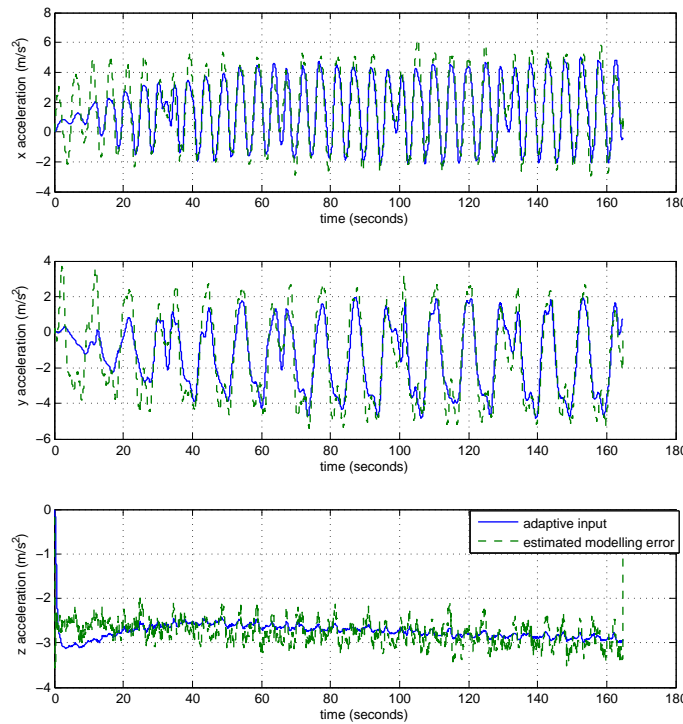 8
6
4
2
0
−2
−4
0 20 40 60 80 100 120 140 160 180
x acceleration (m/s²)
time (seconds)
4
2
0
−2
−4
−6
0 20 40 60 80 100 120 140 160 180
y acceleration (m/s²)
time (seconds)
0
−1
−2
−3
−4
0 20 40 60 80 100 120 140 160 180
z acceleration (m/s²)
time (seconds)
adaptive input
estimated modelling error